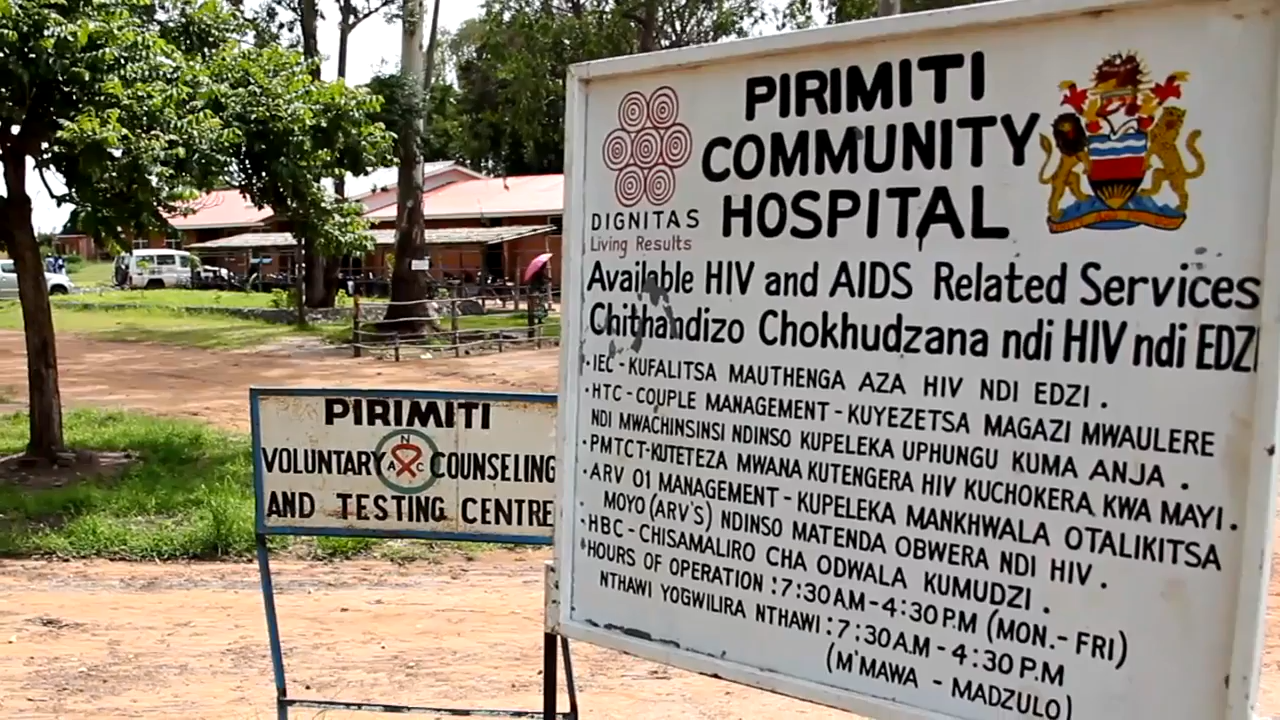 PIRIMITI
COMMUNITY
HOSPITAL
DIGNITAS
Living Results
Available HIV and AIDS Related Services
Chithandizo Chokhudzana ndi HIV ndi EDZI
· IEC - KUFALITSA MAUTHENGA AZA HIV NDI EDZI .
· HTC - COUPLE MANAGEMENT - KUYEZETSA MAGAZI MWAULERE
NDI MWACHINSINSI NDINSO KUPELEKA UPHUNGU KUMA ANJA .
· PMTCT-KUTETEZA MWANA KUTENGERA HIV KUCHOKERA KWA MAYI .
· ARV 01 MANAGEMENT - KUPELEKA MANKHWALA OTALIKITSA
MOYO (ARV'S) NDINSO MATENDA OBWERA NDI HIV .
· HBC - CHISAMALIRO CHA ODWALA KUMUDZI .
*HOURS OF OPERATION : 7:30AM-4:30PM (MON.- FRI)
NTHAWI YOGWILIRA NTHAWI : 7:30A.M - 4:30P.M
(M'MAWA - MADZULO)
PIRIMITI
VOLUNTARY COUNSELING
N
A C
AND TESTING CENTRE